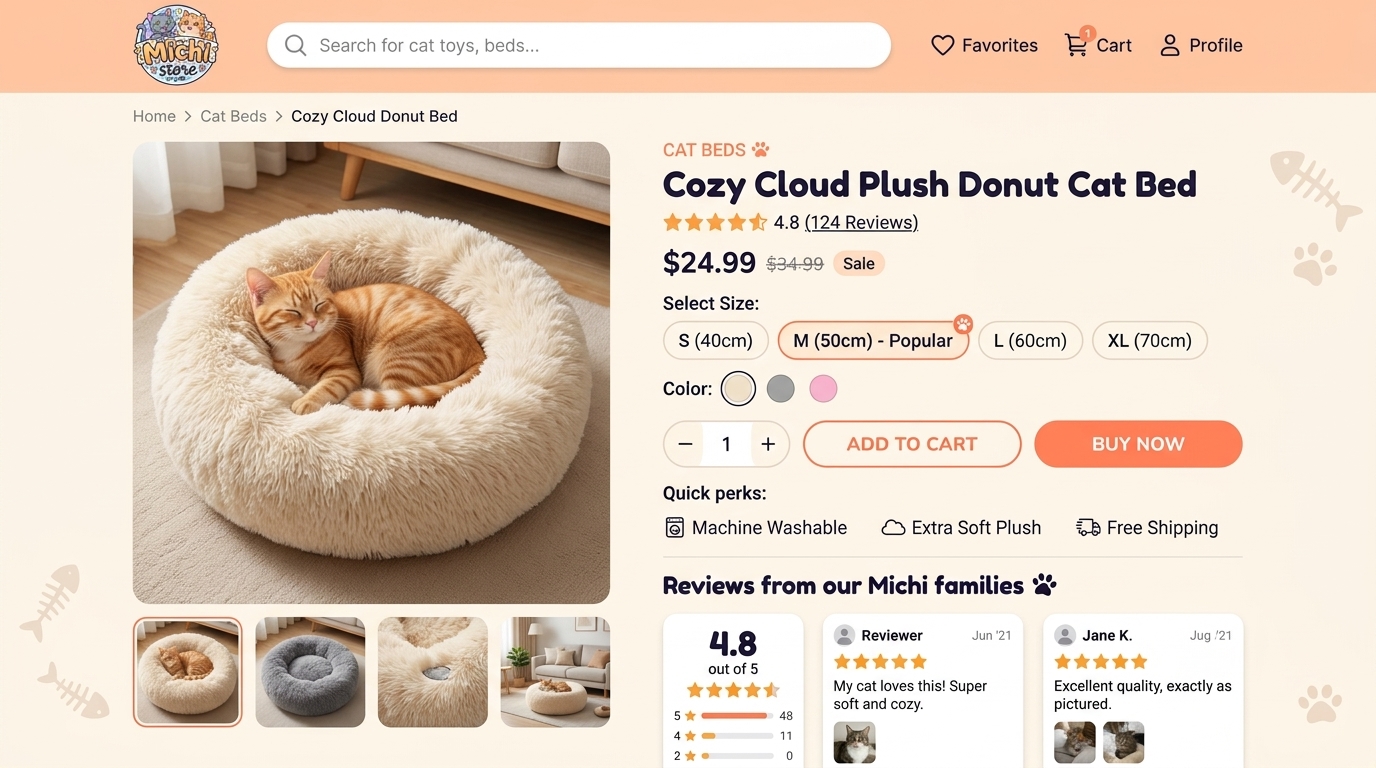 Michi
store
Search for cat toys, beds...
Favorites
1
Cart
Profile
Home > Cat Beds > Cozy Cloud Donut Bed
CAT BEDS
Cozy Cloud Plush Donut Cat Bed
4.8 (124 Reviews)
$24.99 $34.99 Sale
Select Size:
S (40cm)
M (50cm) - Popular
L (60cm)
XL (70cm)
Color:
− 1 +
ADD TO CART
BUY NOW
Quick perks:
Machine Washable
Extra Soft Plush
Free Shipping
Reviews from our Michi families
4.8
out of 5
5 48
4 11
2 0
Reviewer Jun '21
My cat loves this! Super
soft and cozy.
Jane K. Jug '21
Excellent quality, exactly as
pictured.